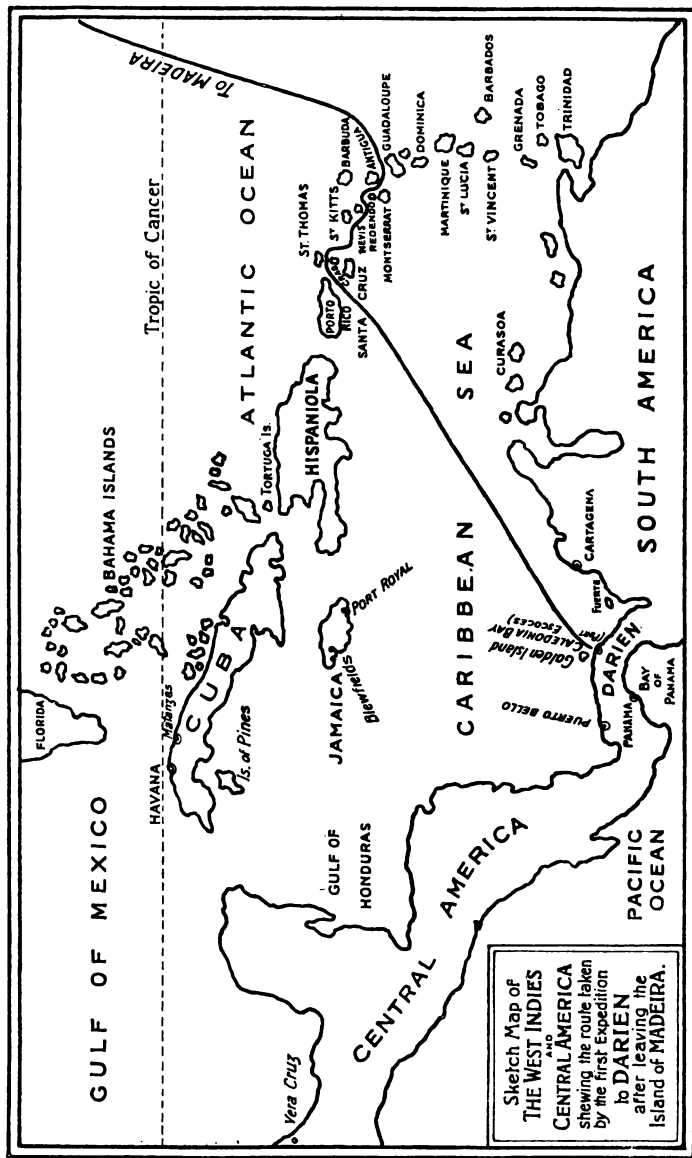 GULF OF MEXICO
FLORIDA
BAHAMA ISLANDS
Tropic of Cancer
TO MADEIRA
ATLANTIC OCEAN
HAVANA
Matanzas
CUBA
Is. of Pines
TORTUGA Is.
HISPANIOLA
PORTO
RICO
ST. THOMAS
SANTA
CRUZ
ST KITTS
NEVIS
REDENDO
BARBUDA
ANTIGUA
MONTSERRAT
GUADALOUPE
DOMINICA
MARTINIQUE
ST LUCIA
ST VINCENT
BARBADOS
GRENADA
TOBAGO
TRINIDAD
Vera Cruz
GULF OF
HONDURAS
JAMAICA
Blewfields
PORT ROYAL
CARIBBEAN SEA
CURASOA
CENTRAL AMERICA
PUERTO BELLO
Golden Island
CALEDONIA BAY
(PORT
ESCOCES)
DARIEN
PANAMA
BAY
OF
PANAMA
FUERTE
CARTAGENA
SOUTH AMERICA
PACIFIC
OCEAN
Sketch Map of
THE WEST INDIES
AND
CENTRAL AMERICA
shewing the route taken
by the first Expedition
to DARIEN
after leaving the
Island of MADEIRA.